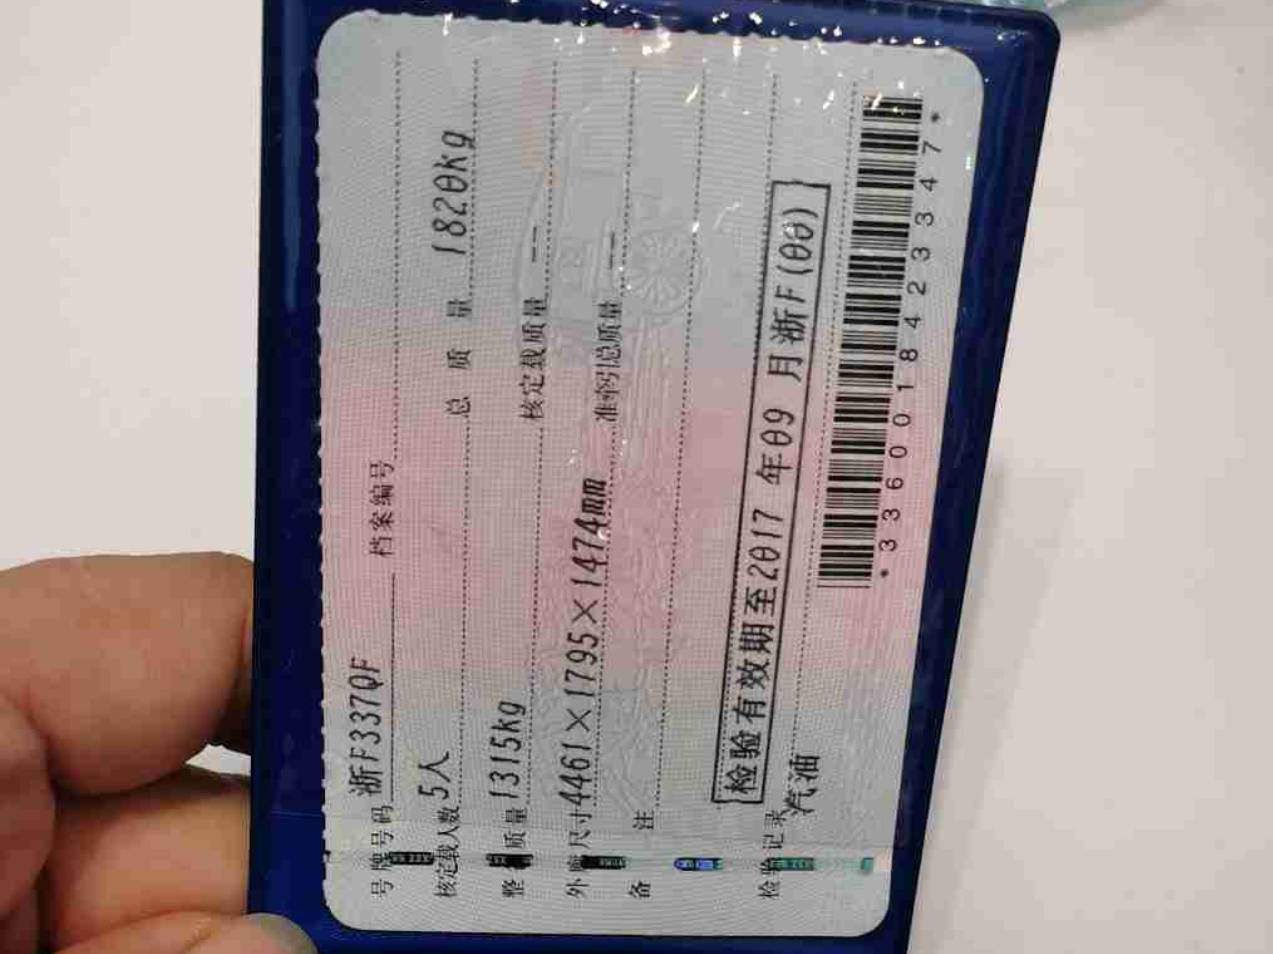 号牌号码 浙F337QF 档案编号
核定载人数 5人 总质量 1820kg
整备质量 1315kg 核定载质量 --
外廓尺寸 4461×1795×1474mm 准牵引总质量 --
备注
检验有效期至2017年09月浙F(00)
检验记录
汽油
*3360018423347*